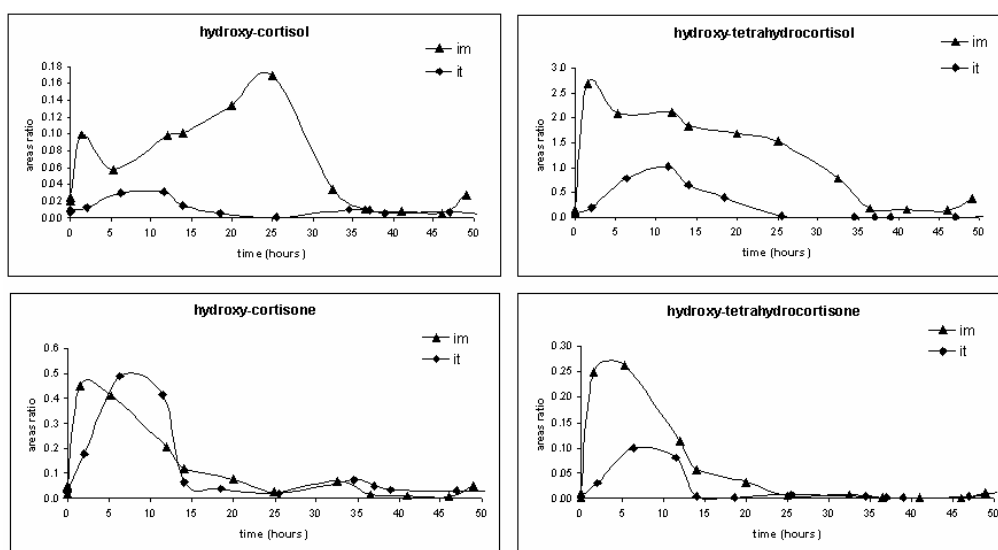 hydroxy-cortisol
im
it
0.18
0.16
0.14
0.12
0.10
0.08
0.06
0.04
0.02
0.00
areas ratio
0 5 10 15 20 25 30 35 40 45 50
time (hours)
hydroxy-tetrahydrocortisol
im
it
3.0
2.5
2.0
1.5
1.0
0.5
0.0
areas ratio
0 5 10 15 20 25 30 35 40 45 50
time (hours)
hydroxy-cortisone
im
it
0.6
0.5
0.4
0.3
0.2
0.1
0.0
areas ratio
0 5 10 15 20 25 30 35 40 45 50
time (hours)
hydroxy-tetrahydrocortisone
im
it
0.30
0.25
0.20
0.15
0.10
0.05
0.00
areas ratio
0 5 10 15 20 25 30 35 40 45 50
time (hours)